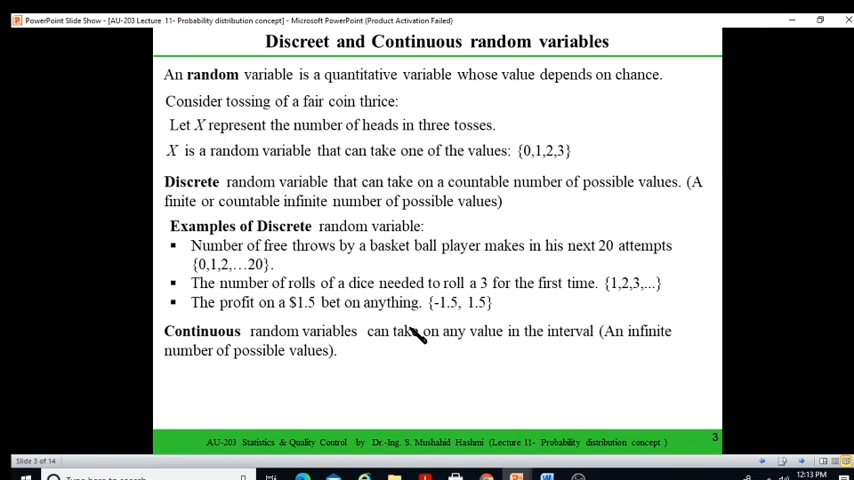 PowerPoint Slide Show - [AU-203 Lecture 11- Probability distribution concept] - Microsoft PowerPoint (Product Activation Failed)
Discreet and Continuous random variables
An random variable is a quantitative variable whose value depends on chance.
Consider tossing of a fair coin thrice:
Let X represent the number of heads in three tosses.
X is a random variable that can take one of the values: {0,1,2,3}
Discrete random variable that can take on a countable number of possible values. (A
finite or countable infinite number of possible values)
Examples of Discrete random variable:
▪ Number of free throws by a basket ball player makes in his next 20 attempts
{0,1,2,…20}.
▪ The number of rolls of a dice needed to roll a 3 for the first time. {1,2,3,...}
▪ The profit on a $1.5 bet on anything. {-1.5, 1.5}
Continuous random variables can take on any value in the interval (An infinite
number of possible values).
AU-203 Statistics & Quality Control by Dr.-Ing. S. Mushahid Hashmi (Lecture 11- Probability distribution concept )
3
Slide 3 of 14
Type here to search
12:13 PM